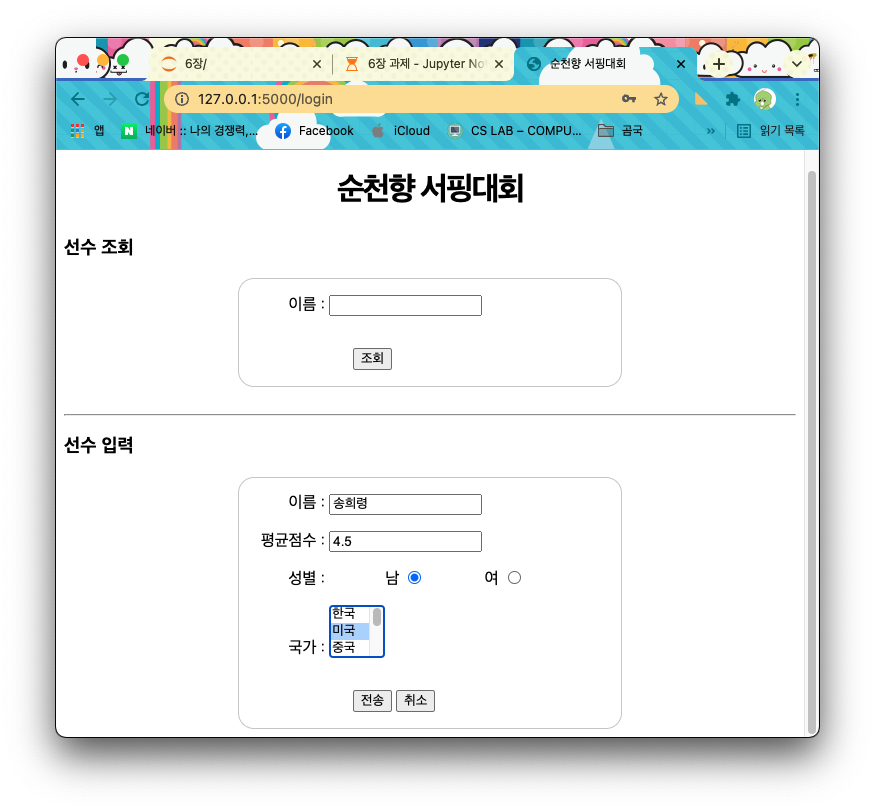 6장/
6장 과제 - Jupyter No
순천향 서핑대회
127.0.0.1:5000/login
앱
네이버 :: 나의 경쟁력,...
Facebook
iCloud
CS LAB – COMPU...
곰국
»
읽기 목록
순천향 서핑대회
선수 조회
이름 :
조회
선수 입력
이름 : 송희령
평균점수 : 4.5
성별 : 남 여
한국
미국
국가 : 중국
전송 취소